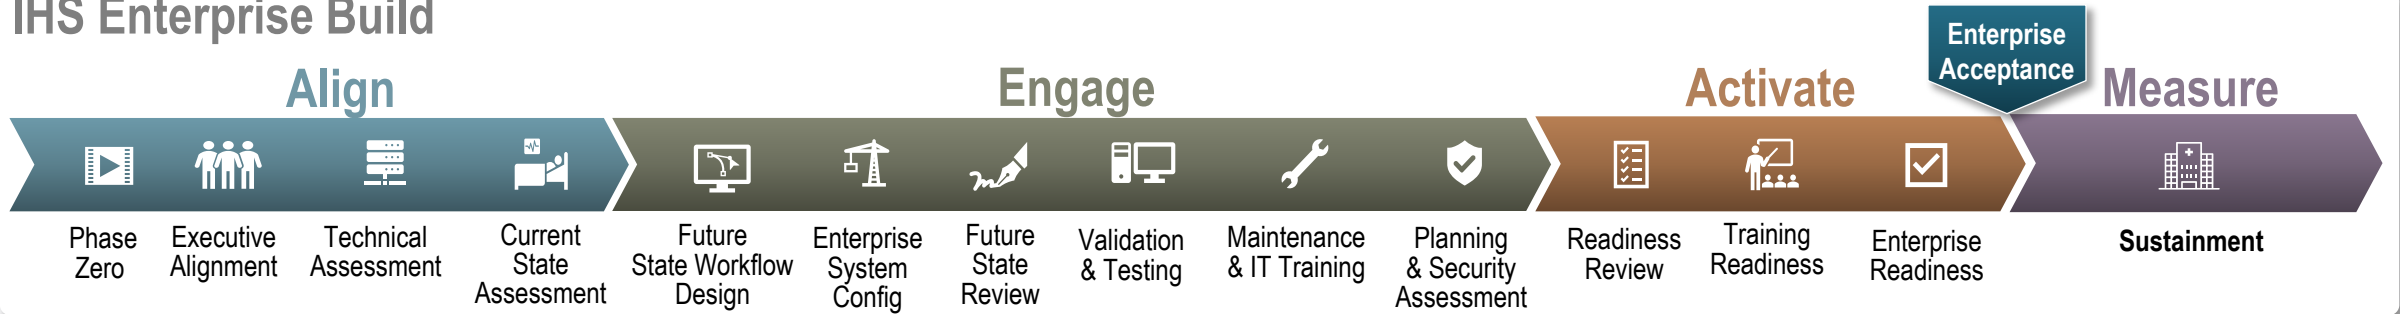 IHS Enterprise Build
Align
Engage
Activate
Enterprise
Acceptance
Measure
Phase
Zero
Executive
Alignment
Technical
Assessment
Current
State
Assessment
Future
State Workflow
Design
Enterprise
System
Config
Future
State
Review
Validation
& Testing
Maintenance
& IT Training
Planning
& Security
Assessment
Readiness
Review
Training
Readiness
Enterprise
Readiness
Sustainment